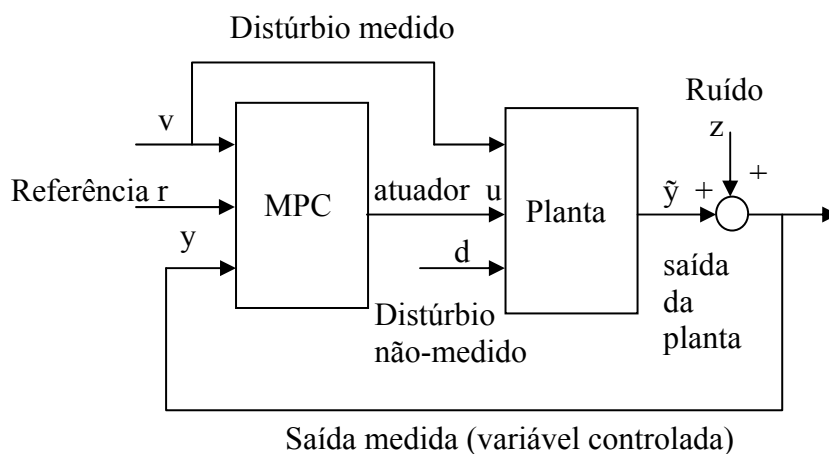 Distúrbio medido
Ruído
z
v
+
Referência r
MPC
atuador u
Planta
ỹ +
y
d
saída
da
planta
Distúrbio
não-medido
Saída medida (variável controlada)